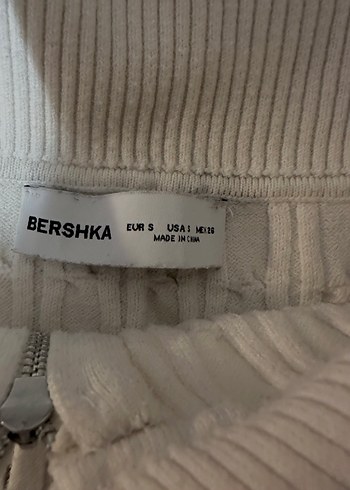 BERSHKA EUR S USA S MEX 26
MADE IN CHINA